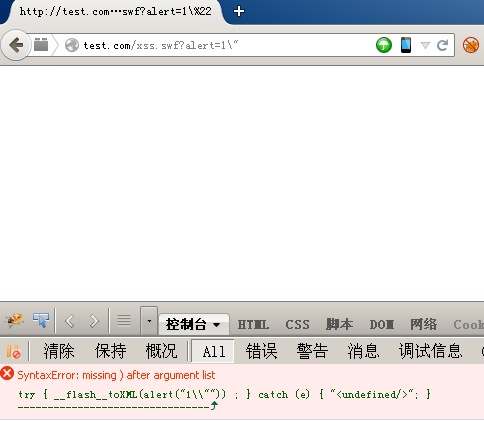 http://test.com…swf?alert=1\%22
test.com/xss.swf?alert=1\"
控制台 HTML CSS 脚本 DOM 网络 Cook
清除 保持 概况 All 错误 警告 消息 调试信息
SyntaxError: missing ) after argument list
try { __flash__toXML(alert("1\\"")) ; } catch (e) { "<undefined/>"; }